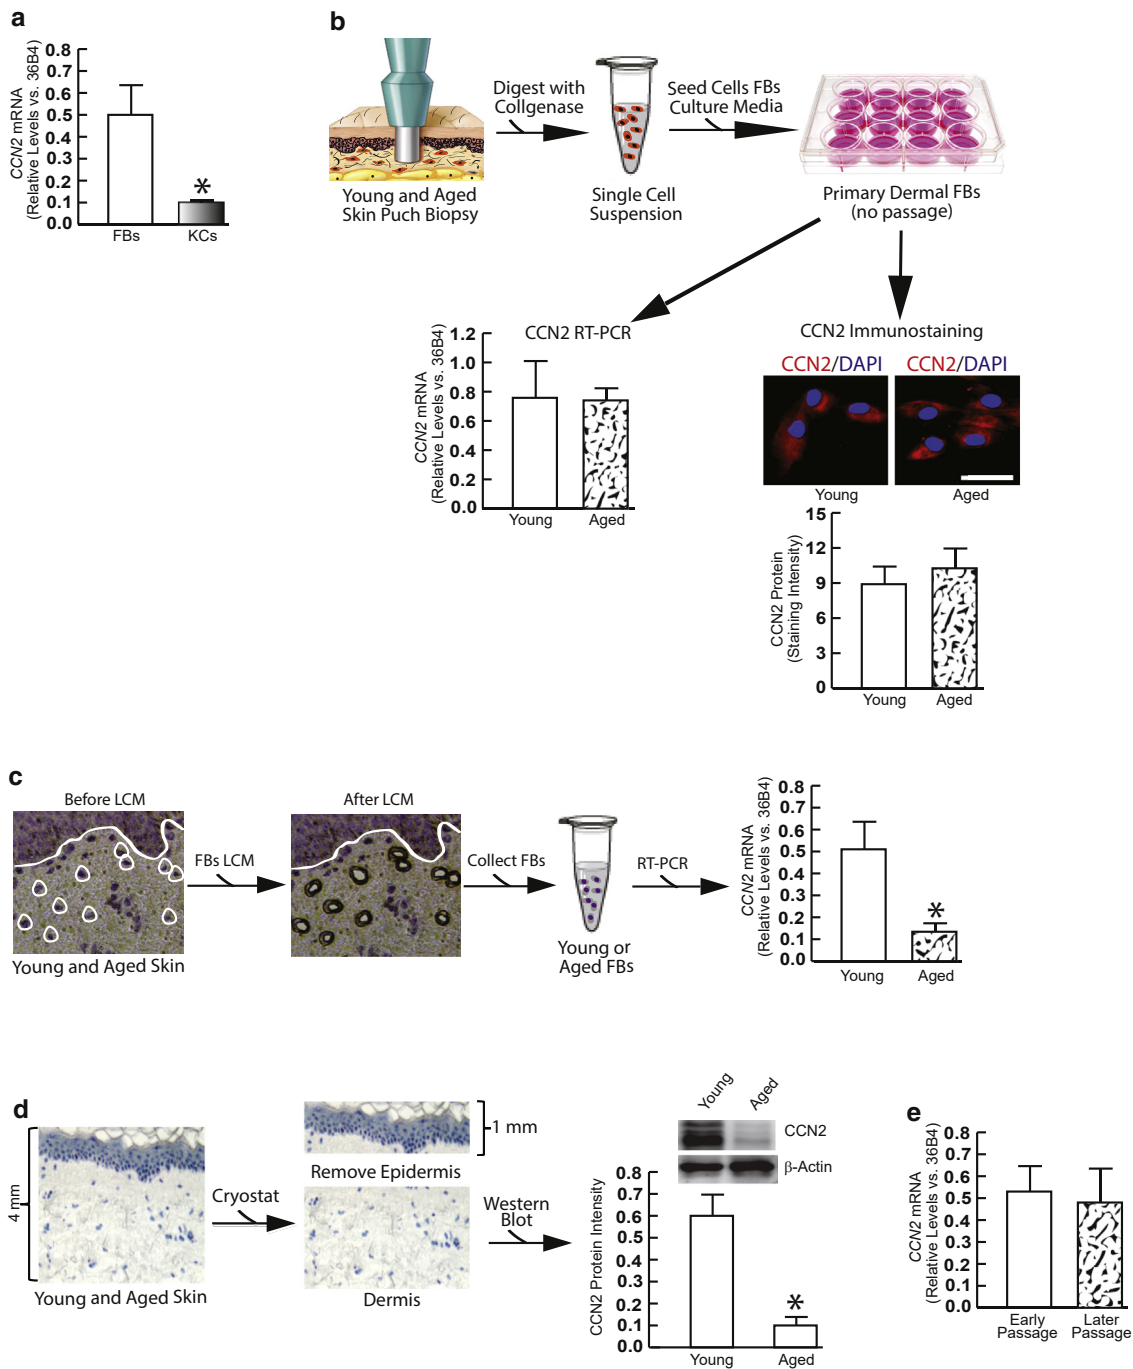 a
CCN2 mRNA
(Relative Levels vs. 36B4)
0.8
0.7
0.6
0.5
0.4
0.3
0.2
0.1
0.0
*
FBs
KCs
b
Digest with
Collgenase
Seed Cells FBs
Culture Media
Young and Aged
Skin Puch Biopsy
Single Cell
Suspension
Primary Dermal FBs
(no passage)
CCN2 RT-PCR
CCN2 mRNA
(Relative Levels vs. 36B4)
1.2
1.0
0.8
0.6
0.4
0.2
0.0
Young
Aged
CCN2 Immunostaining
CCN2/DAPI
CCN2/DAPI
Young
Aged
CCN2 Protein
(Staining Intensity)
15
12
9
6
3
0
Young
Aged
c
Before LCM
FBs LCM
After LCM
Collect FBs
RT-PCR
Young and Aged Skin
Young or
Aged FBs
CCN2 mRNA
(Relative Levels vs. 36B4)
0.8
0.7
0.6
0.5
0.4
0.3
0.2
0.1
0.0
*
Young
Aged
d
4 mm
Young and Aged Skin
Cryostat
1 mm
Remove Epidermis
Dermis
Western
Blot
Young
Aged
CCN2
β-Actin
CCN2 Protein Intensity
0.8
0.7
0.6
0.5
0.4
0.3
0.2
0.1
0.0
*
Young
Aged
e
CCN2 mRNA
(Relative Levels vs. 36B4)
0.8
0.7
0.6
0.5
0.4
0.3
0.2
0.1
0.0
Early
Passage
Later
Passage